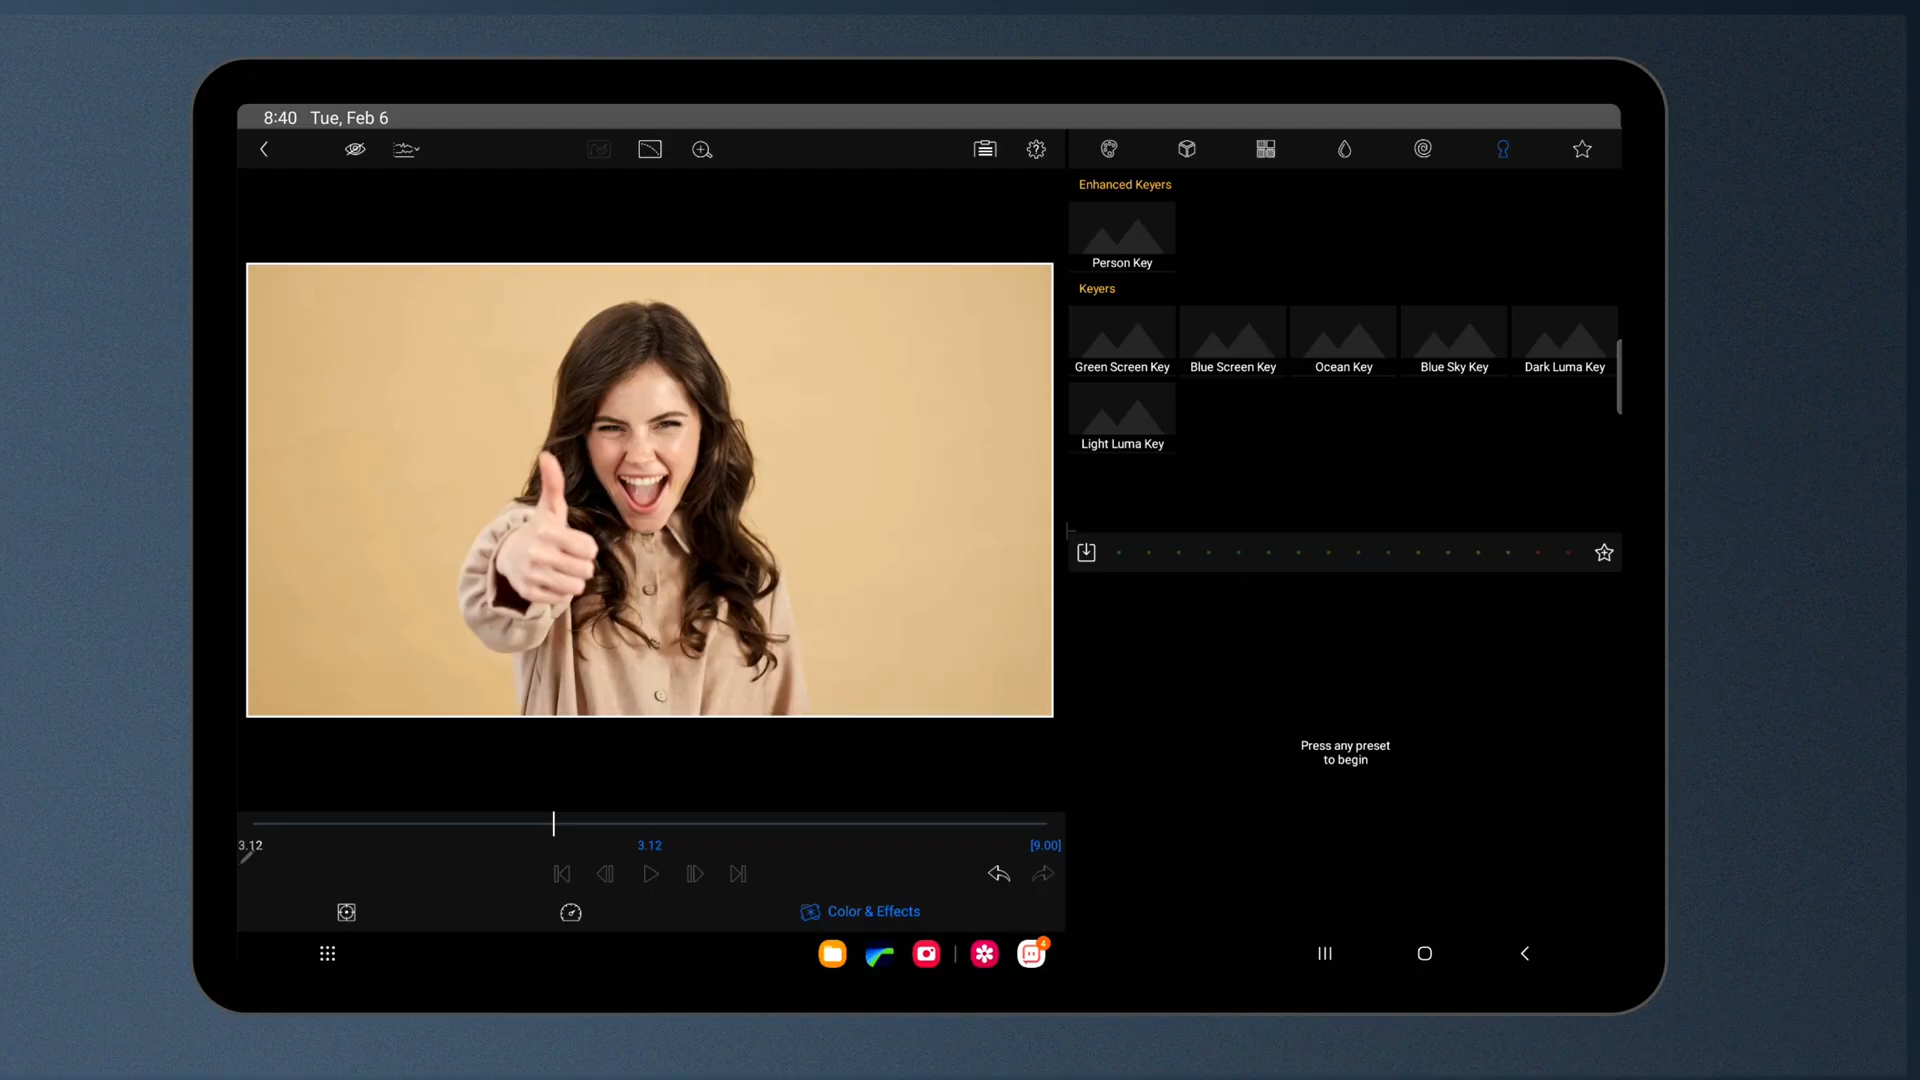 8:40 Tue, Feb 6
Enhanced Keyers
Person Key
Keyers
Green Screen Key
Blue Screen Key
Ocean Key
Blue Sky Key
Dark Luma Key
Light Luma Key
Press any preset
to begin
3.12
3.12
[9.00]
Color & Effects
4